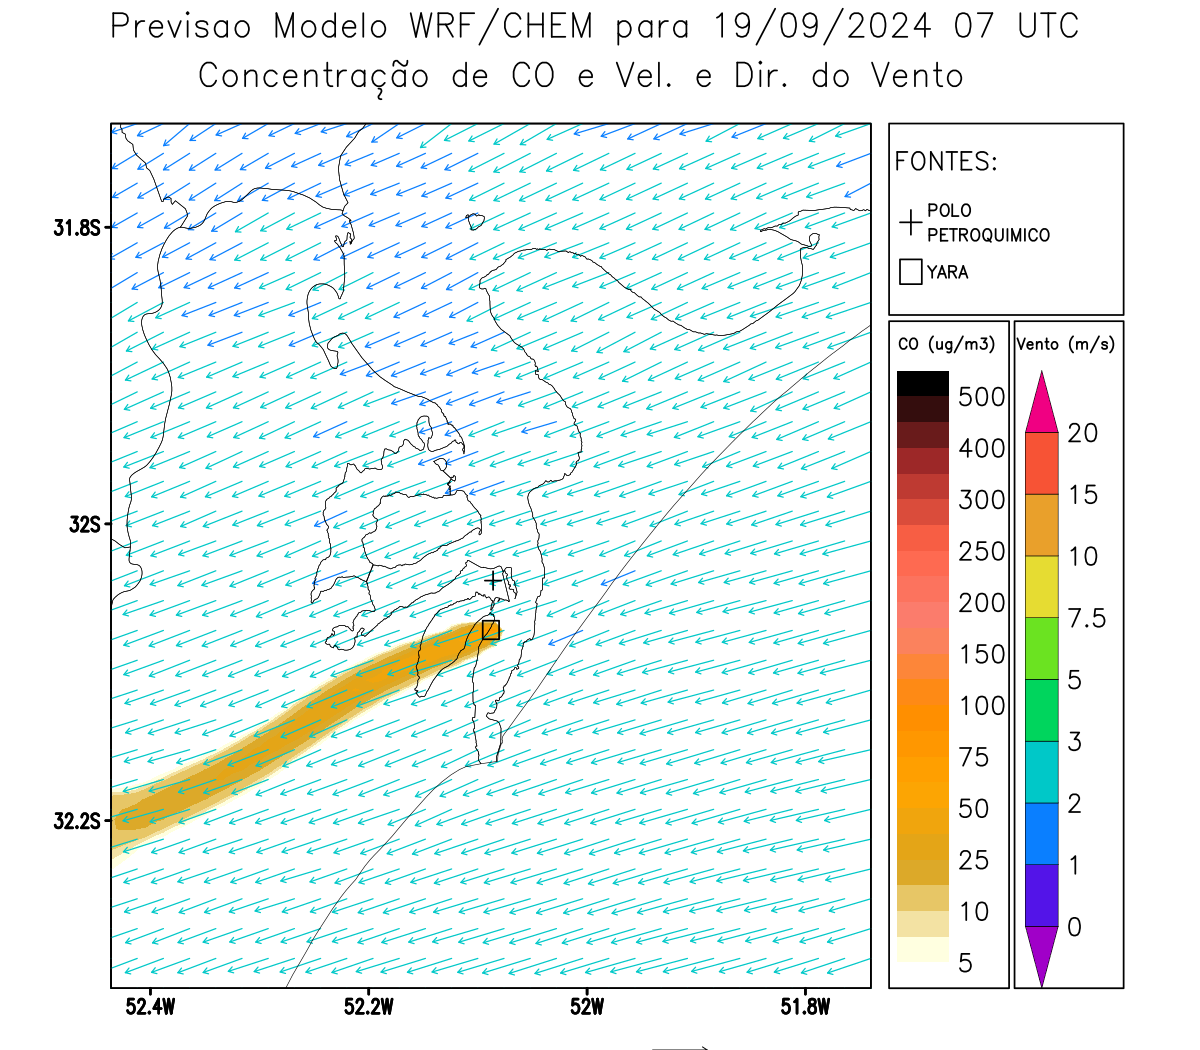 Previsao Modelo WRF/CHEM para 19/09/2024 07 UTC
Concentração de CO e Vel. e Dir. do Vento
FONTES:
POLO
PETROQUIMICO
YARA
CO (ug/m3)
500
400
300
250
200
150
100
75
50
25
10
5
Vento (m/s)
20
15
10
7.5
5
3
2
1
0
31.8S
32S
32.2S
52.4W 52.2W 52W 51.8W